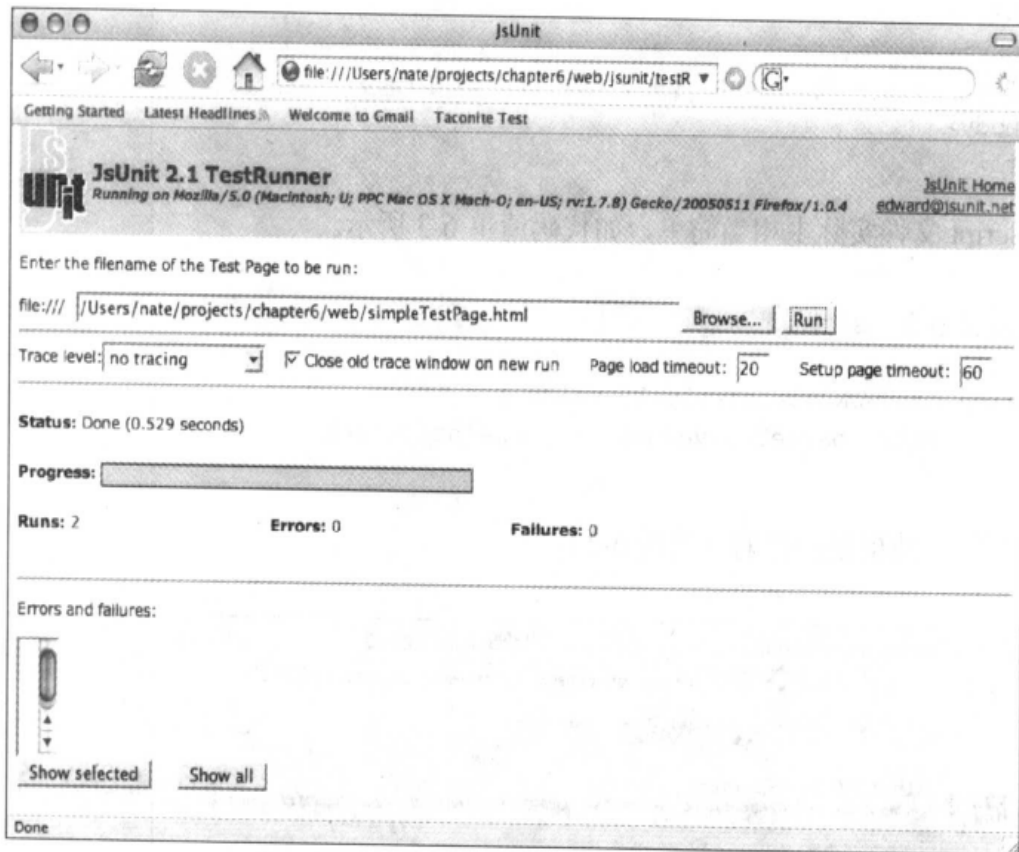 JsUnit
file:///Users/nate/projects/chapter6/web/jsunit/testR
G
Getting Started Latest Headlines Welcome to Gmail Taconite Test
JS
unit
JsUnit 2.1 TestRunner
JsUnit Home
Running on Mozilla/5.0 (Macintosh; U; PPC Mac OS X Mach-O; en-US; rv:1.7.8) Gecko/20050511 Firefox/1.0.4
edward@jsunit.net
Enter the filename of the Test Page to be run:
file:/// /Users/nate/projects/chapter6/web/simpleTestPage.html Browse... Run
Trace level: no tracing Close old trace window on new run Page load timeout: 20 Setup page timeout: 60
Status: Done (0.529 seconds)
Progress:
Runs: 2 Errors: 0 Failures: 0
Errors and failures:
Show selected Show all
Done